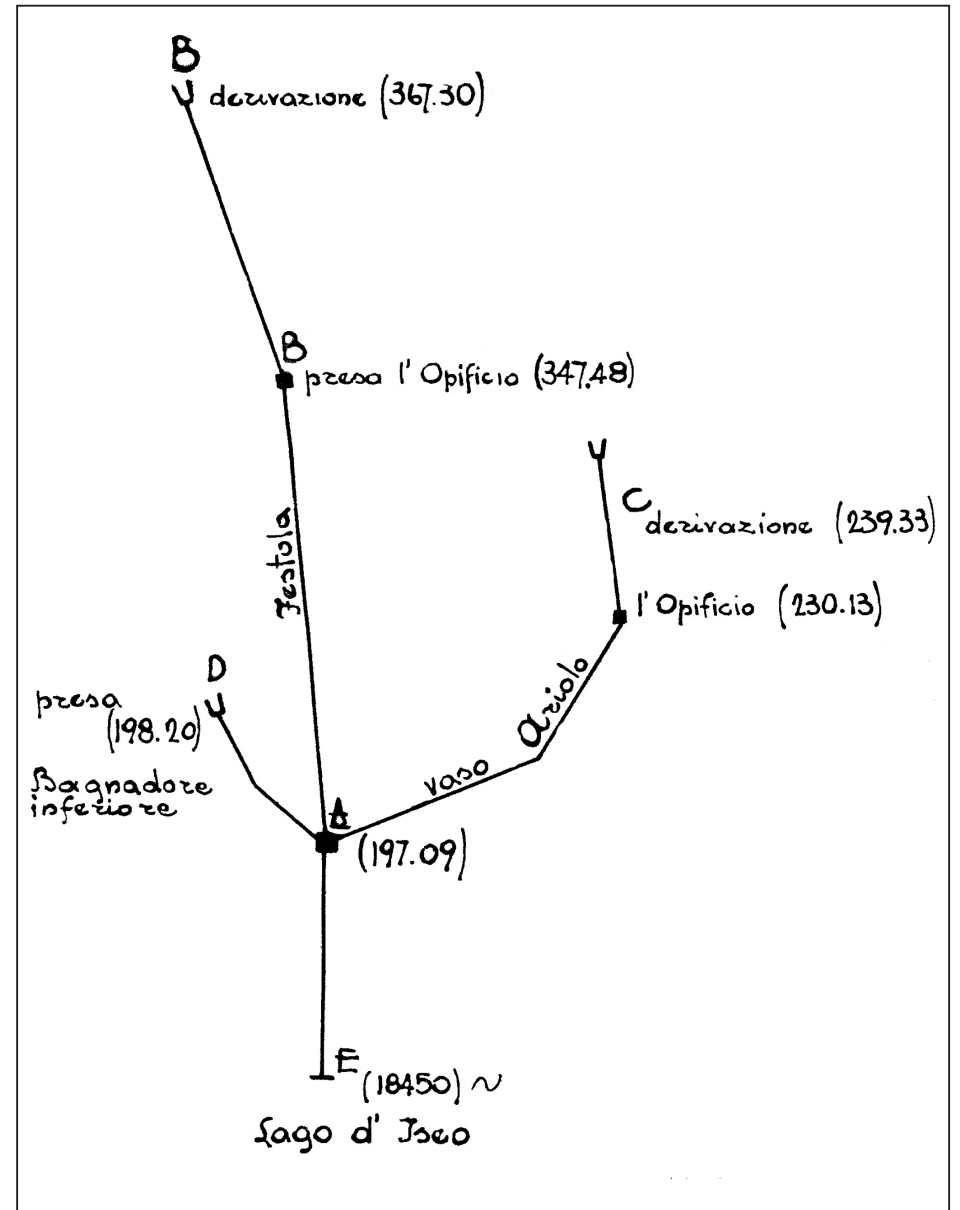 B
derivazione (367.30)
B
presa l' Opificio (347.48)
Festola
C
derivazione (239.33)
l' Opificio (230.13)
Ariolo
vaso
D
presa
(198.20)
Bagnadore
inferiore
A
(197.09)
E
(18450) ~
Lago d' Iseo